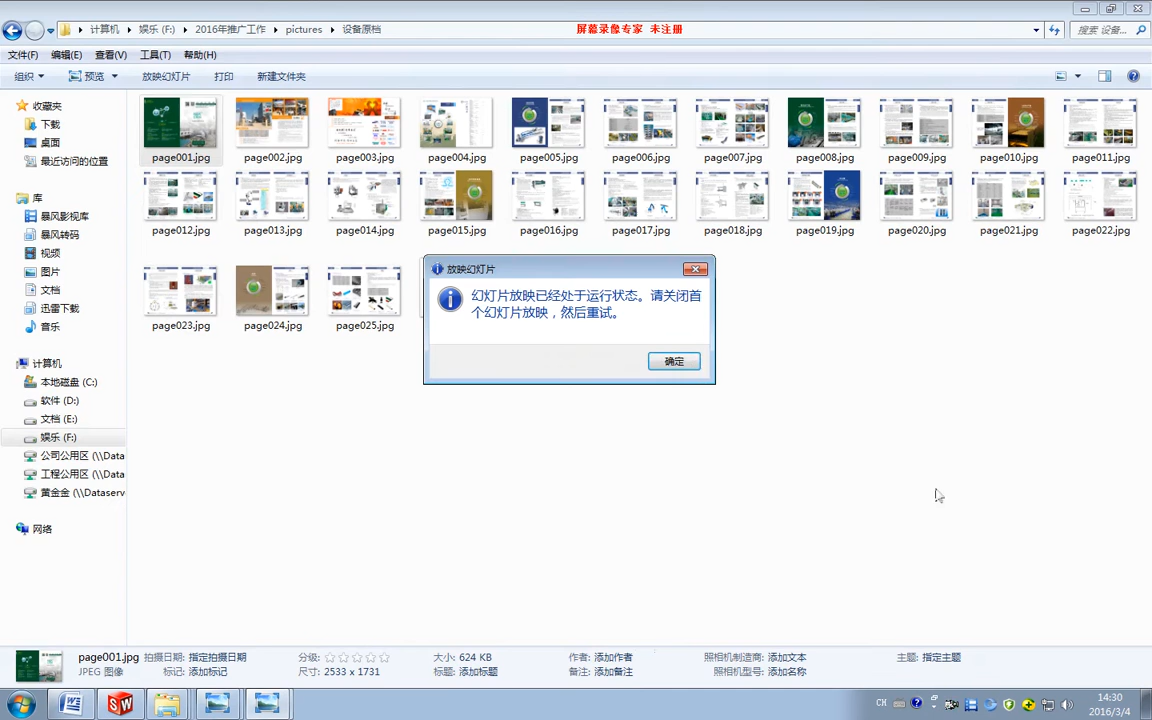 计算机 ▸ 娱乐 (F:) ▸ 2016年推广工作 ▸ pictures ▸ 设备原档
屏幕录像专家 未注册
搜索 设备...
文件(F) 编辑(E) 查看(V) 工具(T) 帮助(H)
组织 预览 放映幻灯片 打印 新建文件夹
收藏夹
下载
桌面
最近访问的位置
库
暴风影视库
暴风转码
视频
图片
文档
迅雷下载
音乐
计算机
本地磁盘 (C:)
软件 (D:)
文档 (E:)
娱乐 (F:)
公司公用区 (\\Data
工程公用区 (\\Data
黄金金 (\\Dataserv
网络
page001.jpg page002.jpg page003.jpg page004.jpg page005.jpg page006.jpg page007.jpg page008.jpg page009.jpg page010.jpg page011.jpg
page012.jpg page013.jpg page014.jpg page015.jpg page016.jpg page017.jpg page018.jpg page019.jpg page020.jpg page021.jpg page022.jpg
page023.jpg page024.jpg page025.jpg
放映幻灯片
幻灯片放映已经处于运行状态。请关闭首
个幻灯片放映，然后重试。
确定
page001.jpg 拍摄日期: 指定拍摄日期 分级: 大小: 624 KB 作者: 添加作者 照相机制造商: 添加文本 主题: 指定主题
JPEG 图像 标记: 添加标记 尺寸: 2533 x 1731 标题: 添加标题 备注: 添加备注 照相机型号: 添加名称
CH
14:30
2016/3/4